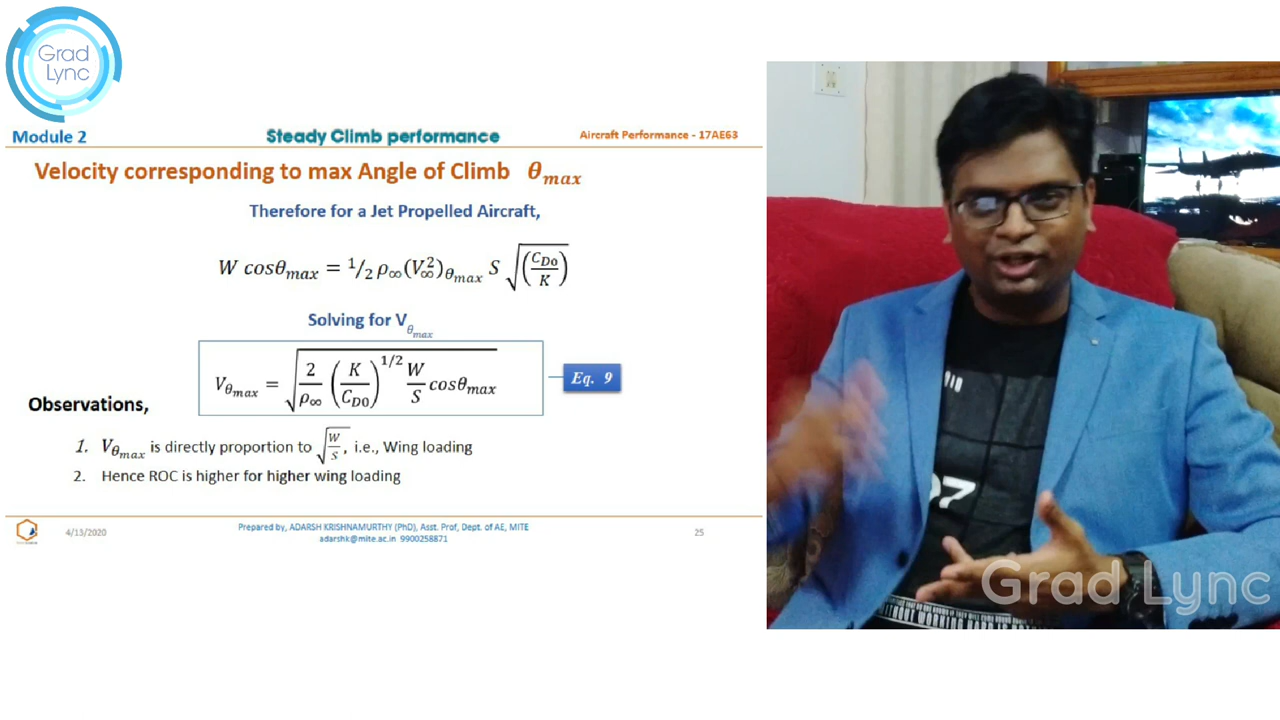 Grad
Lync
Module 2
Steady Climb performance
Aircraft Performance - 17AE63
Velocity corresponding to max Angle of Climb θmax
Therefore for a Jet Propelled Aircraft,
W cosθmax = 1/2 ρ∞(V∞²)θmax S √(CD0/K)
Solving for Vθmax
Vθmax = √(2/ρ∞ (K/CD0)^1/2 W/S cosθmax)
Eq. 9
Observations,
1. Vθmax is directly proportion to √(W/S), i.e., Wing loading
2. Hence ROC is higher for higher wing loading
4/13/2020
Prepared by, ADARSH KRISHNAMURTHY (PhD), Asst. Prof, Dept. of AE, MITE
adarshk@mite.ac.in 9900258871
25
07
Grad Lync